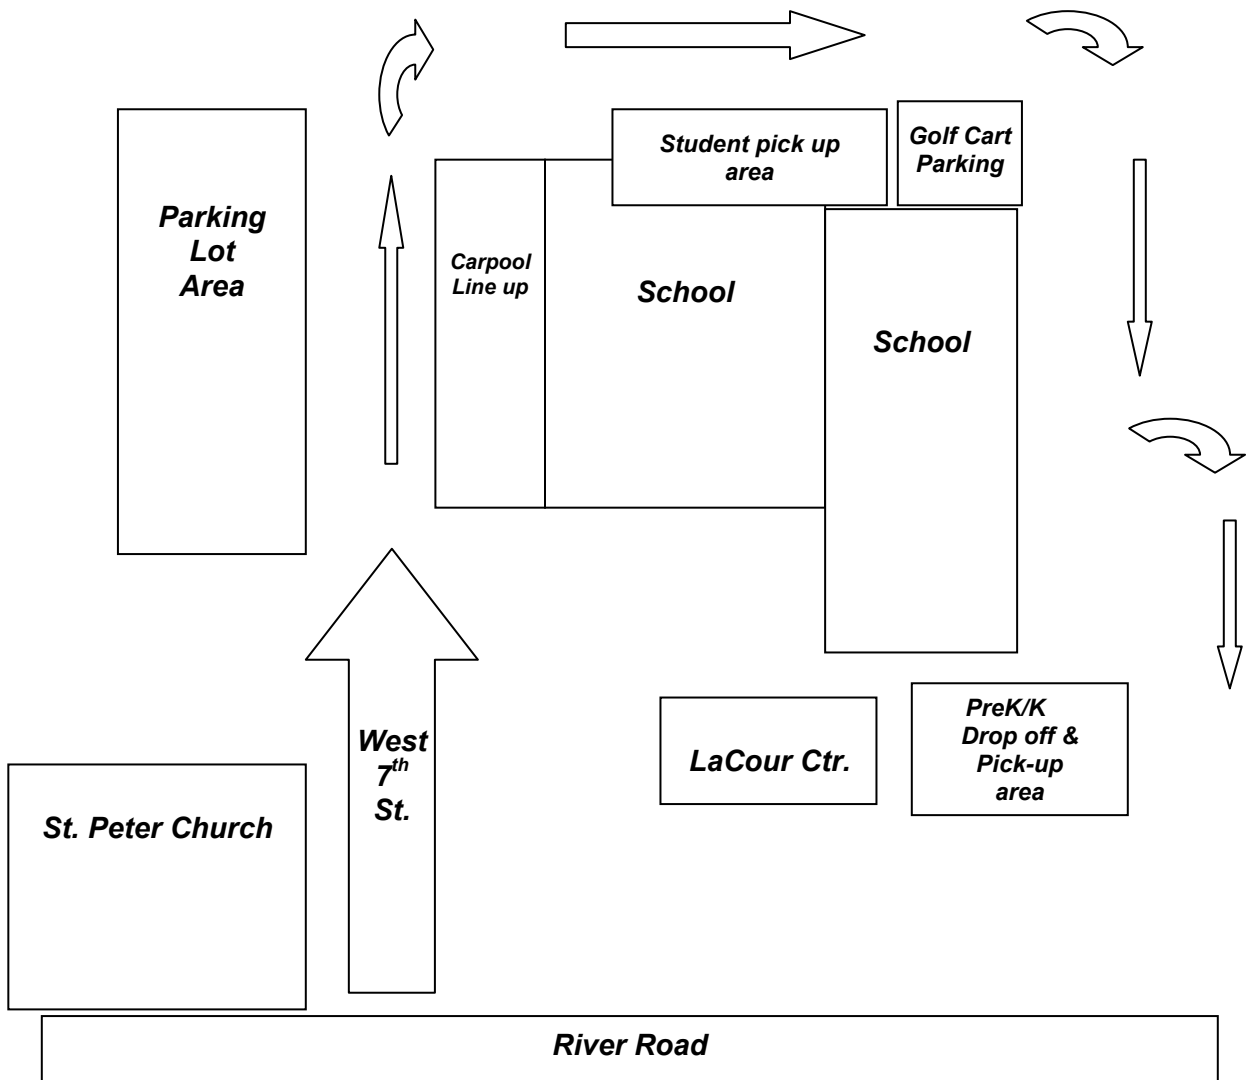 Student pick up
area
Golf Cart
Parking
Parking
Lot
Area
Carpool
Line up
School
School
West
7th
St.
LaCour Ctr.
PreK/K
Drop off &
Pick-up
area
St. Peter Church
River Road